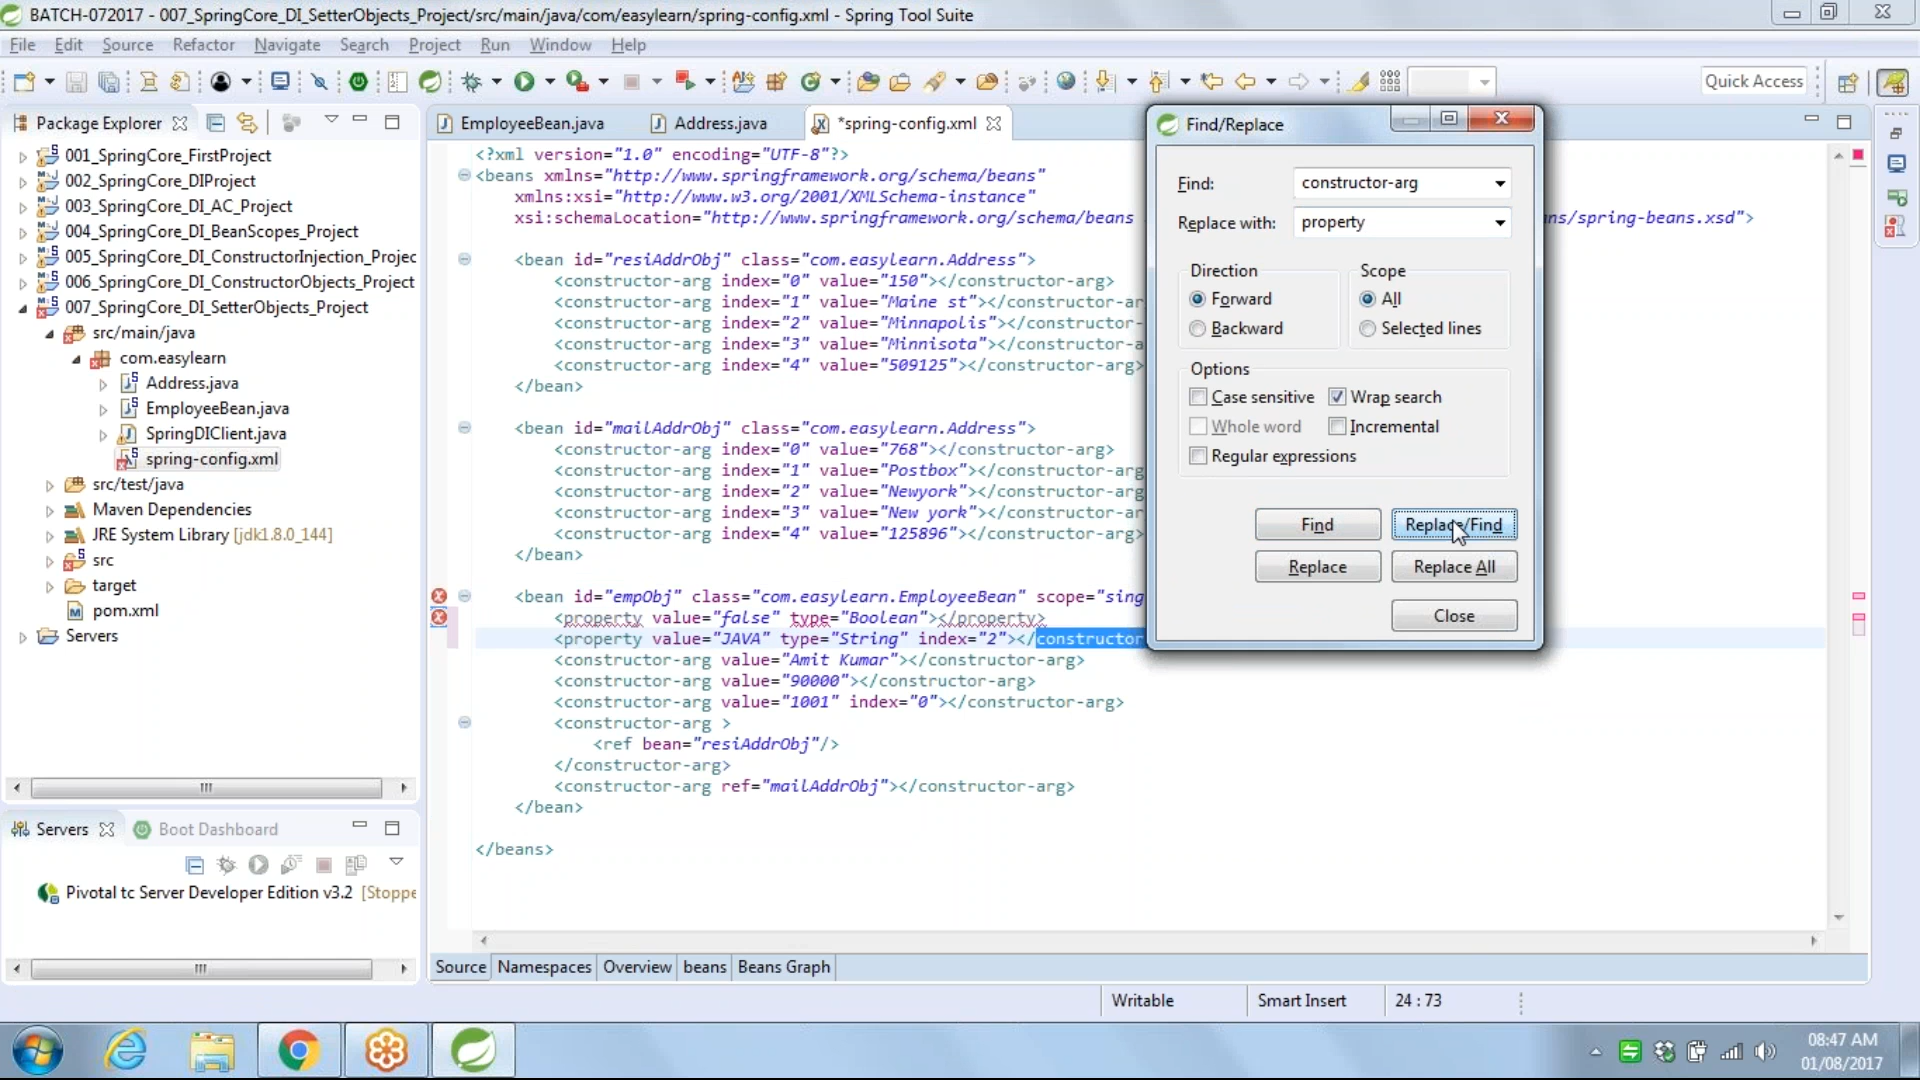 BATCH-072017 - 007_SpringCore_DI_SetterObjects_Project/src/main/java/com/easylearn/spring-config.xml - Spring Tool Suite
File Edit Source Refactor Navigate Search Project Run Window Help
Quick Access
Package Explorer
001_SpringCore_FirstProject
002_SpringCore_DIProject
003_SpringCore_DI_AC_Project
004_SpringCore_DI_BeanScopes_Project
005_SpringCore_DI_ConstructorInjection_Projec
006_SpringCore_DI_ConstructorObjects_Project
007_SpringCore_DI_SetterObjects_Project
src/main/java
com.easylearn
Address.java
EmployeeBean.java
SpringDIClient.java
spring-config.xml
src/test/java
Maven Dependencies
JRE System Library [jdk1.8.0_144]
src
target
pom.xml
Servers
Servers Boot Dashboard
Pivotal tc Server Developer Edition v3.2 [Stoppe
EmployeeBean.java Address.java *spring-config.xml
<?xml version="1.0" encoding="UTF-8"?>
<beans xmlns="http://www.springframework.org/schema/beans"
xmlns:xsi="http://www.w3.org/2001/XMLSchema-instance"
xsi:schemaLocation="http://www.springframework.org/schema/beans ns/spring-beans.xsd">
<bean id="resiAddrObj" class="com.easylearn.Address">
<constructor-arg index="0" value="150"></constructor-arg>
<constructor-arg index="1" value="Maine st"></constructor-ar
<constructor-arg index="2" value="Minnapolis"></constructor-
<constructor-arg index="3" value="Minnisota"></constructor-a
<constructor-arg index="4" value="509125"></constructor-arg>
</bean>
<bean id="mailAddrObj" class="com.easylearn.Address">
<constructor-arg index="0" value="768"></constructor-arg>
<constructor-arg index="1" value="Postbox"></constructor-arg
<constructor-arg index="2" value="Newyork"></constructor-arg
<constructor-arg index="3" value="New york"></constructor-ar
<constructor-arg index="4" value="125896"></constructor-arg>
</bean>
<bean id="empObj" class="com.easylearn.EmployeeBean" scope="sing
<property value="false" type="Boolean"></property>
<property value="JAVA" type="String" index="2"></constructor
<constructor-arg value="Amit Kumar"></constructor-arg>
<constructor-arg value="90000"></constructor-arg>
<constructor-arg value="1001" index="0"></constructor-arg>
<constructor-arg >
<ref bean="resiAddrObj"/>
</constructor-arg>
<constructor-arg ref="mailAddrObj"></constructor-arg>
</bean>
</beans>
Source Namespaces Overview beans Beans Graph
Find/Replace
Find: constructor-arg
Replace with: property
Direction
Forward
Backward
Scope
All
Selected lines
Options
Case sensitive Wrap search
Whole word Incremental
Regular expressions
Find Replace/Find
Replace Replace All
Close
Writable Smart Insert 24 : 73
08:47 AM
01/08/2017